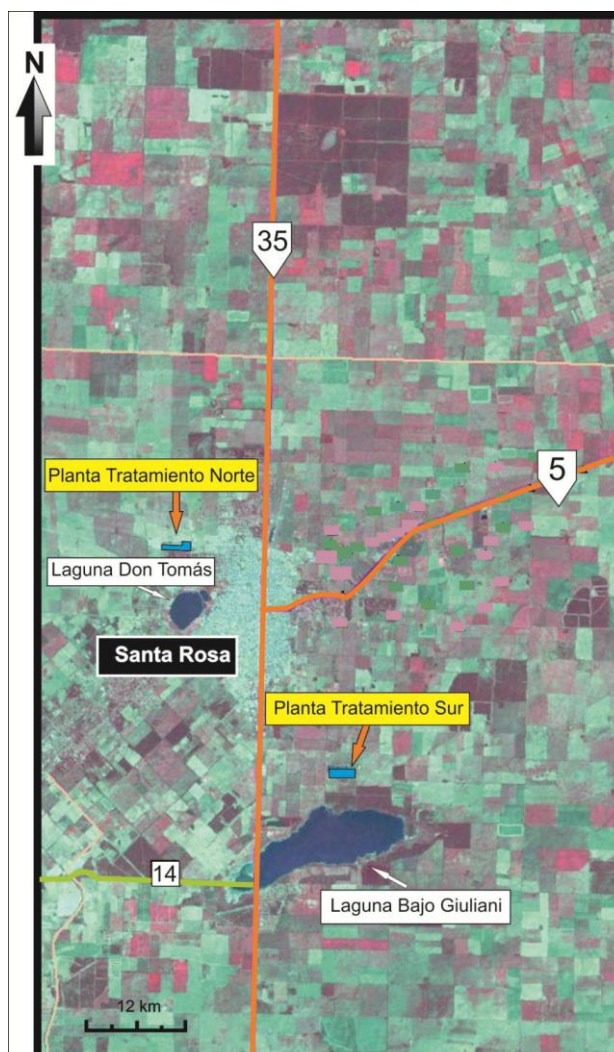 N
35
5
Planta Tratamiento Norte
Laguna Don Tomás
Santa Rosa
Planta Tratamiento Sur
14
Laguna Bajo Giuliani
12 km